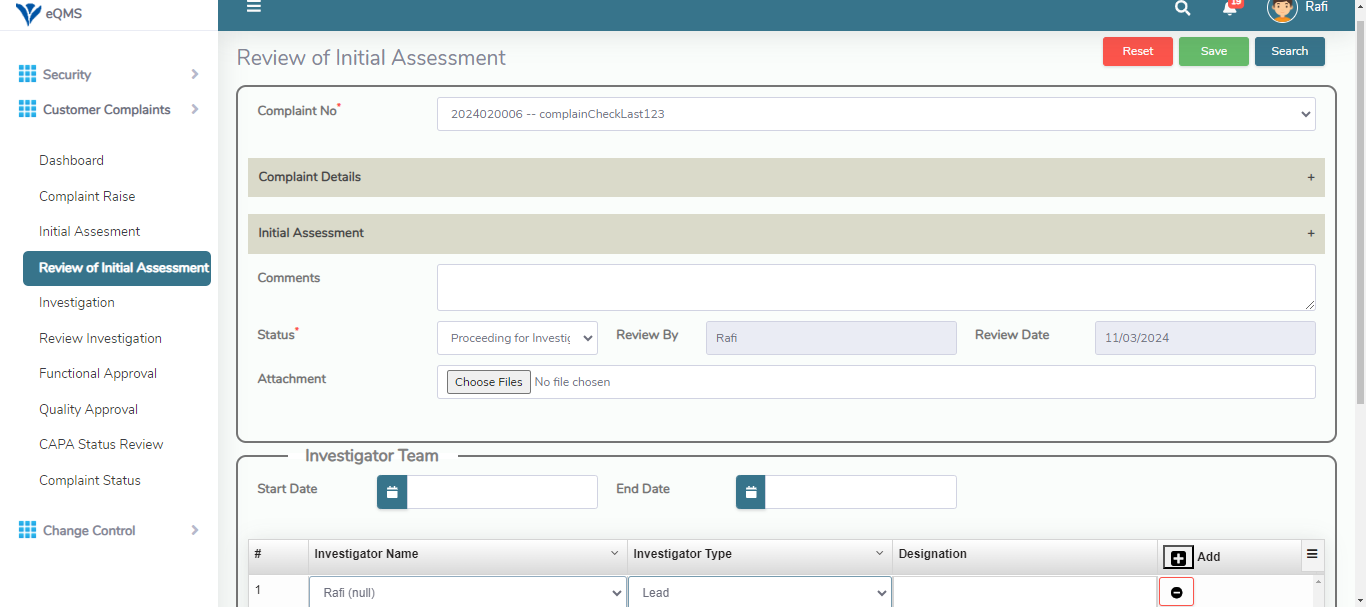 eQMS
19
Rafi
Review of Initial Assessment
Reset
Save
Search
Security
Customer Complaints
Dashboard
Complaint Raise
Initial Assesment
Review of Initial Assessment
Investigation
Review Investigation
Functional Approval
Quality Approval
CAPA Status Review
Complaint Status
Change Control
Complaint No*
2024020006 -- complainCheckLast123
Complaint Details +
Initial Assessment +
Comments
Status* Proceeding for Investig Review By Rafi Review Date 11/03/2024
Attachment Choose Files No file chosen
Investigator Team
Start Date End Date
# Investigator Name Investigator Type Designation Add
1 Rafi (null) Lead